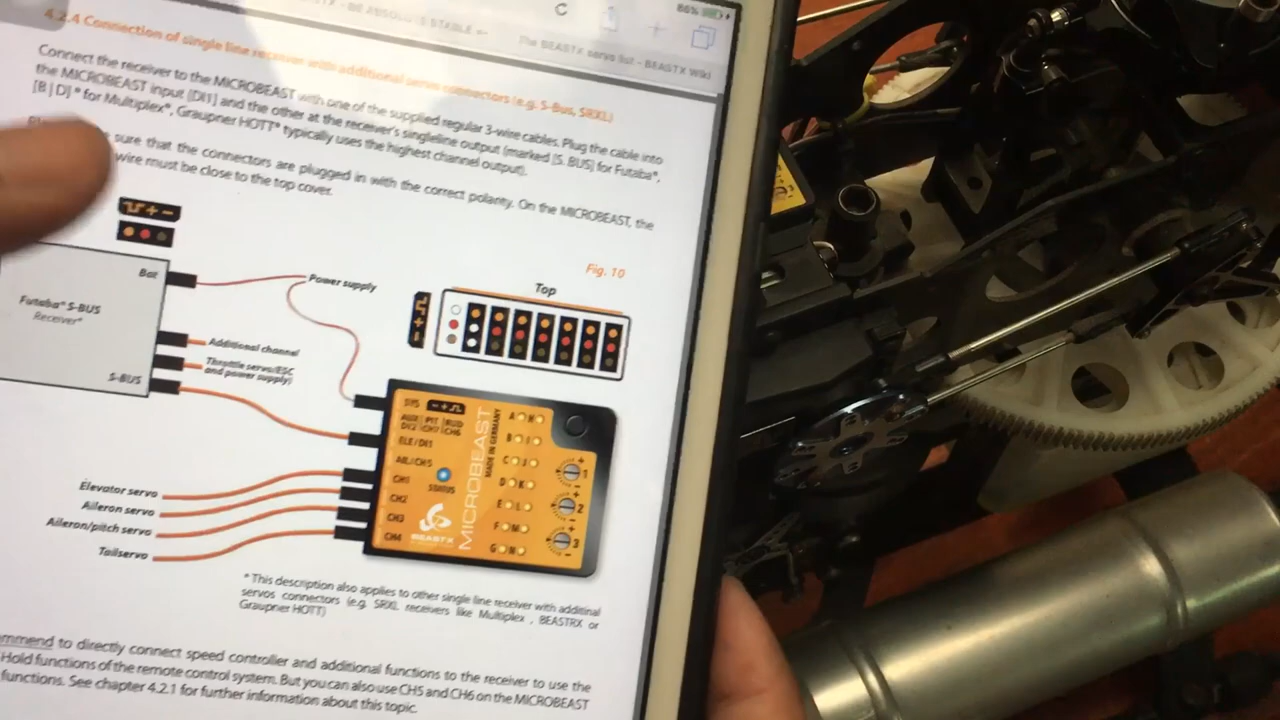 - BE ABSOLUTE STABLE
86%
The BEASTX servo list - BEASTX Wiki
4.2.4 Connection of single line receiver with additional servo connectors (e.g. S-Bus, SRXL)
Connect the receiver to the MICROBEAST with one of the supplied regular 3-wire cables. Plug the cable into
the MICROBEAST input [DI1] and the other at the receiver's singleline output (marked [S. BUS] for Futaba®,
[B | D] ® for Multiplex®, Graupner HOTT® typically uses the highest channel output).
sure that the connectors are plugged in with the correct polarity. On the MICROBEAST, the
wire must be close to the top cover.
Fig. 10
Top
Bat
Power supply
Futaba® S-BUS
Receiver*
Additional channel
Throttle servo/ESC
and power supply)
S-BUS
SYS
AUX | PIT | RUD
DI2 | CH7 | CH6
ELE / DI1
AIL / CH5
CH1
CH2
CH3
CH4
STATUS
BEASTX
MICROBEAST
MADE IN GERMANY
A H
B I
C J
D K
E L
F M
G N
1
2
3
Elevator servo
Aileron servo
Aileron/pitch servo
Tailservo
* This description also applies to other single line receiver with additinal
servos connectors (e.g. SRXL receivers like Multiplex , BEASTRX or
Graupner HOTT)
ommend to directly connect speed controller and additional functions to the receiver to use the
Hold functions of the remote control system. But you can also use CH5 and CH6 on the MICROBEAST
functions. See chapter 4.2.1 for further information about this topic.
3